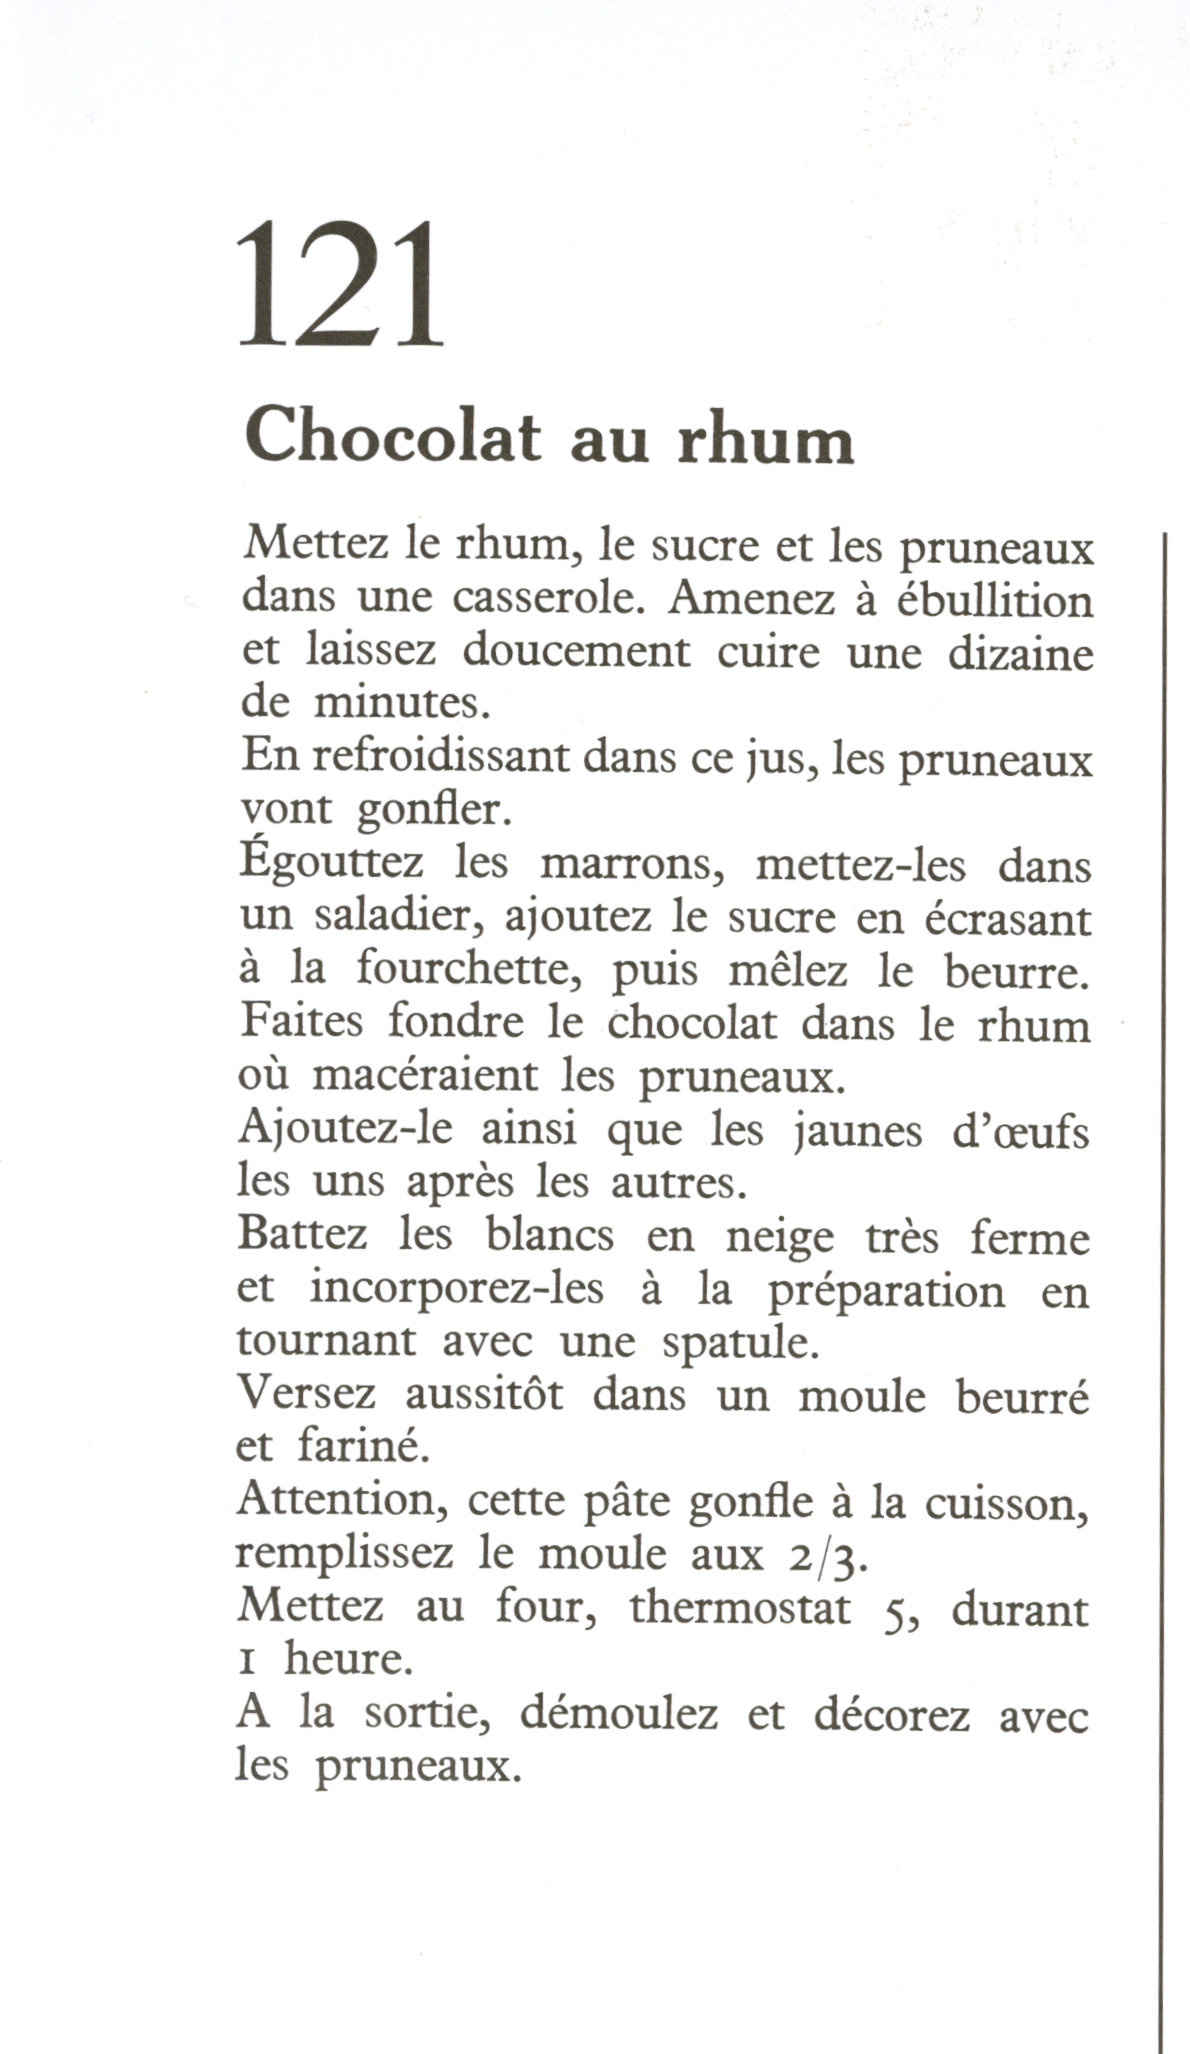 121
Chocolat au rhum
Mettez le rhum, le sucre et les pruneaux
dans une casserole. Amenez à ébullition
et laissez doucement cuire une dizaine
de minutes.
En refroidissant dans ce jus, les pruneaux
vont gonfler.
Égouttez les marrons, mettez-les dans
un saladier, ajoutez le sucre en écrasant
à la fourchette, puis mêlez le beurre.
Faites fondre le chocolat dans le rhum
où macéraient les pruneaux.
Ajoutez-le ainsi que les jaunes d’œufs
les uns après les autres.
Battez les blancs en neige très ferme
et incorporez-les à la préparation en
tournant avec une spatule.
Versez aussitôt dans un moule beurré
et fariné.
Attention, cette pâte gonfle à la cuisson,
remplissez le moule aux 2/3.
Mettez au four, thermostat 5, durant
1 heure.
A la sortie, démoulez et décorez avec
les pruneaux.